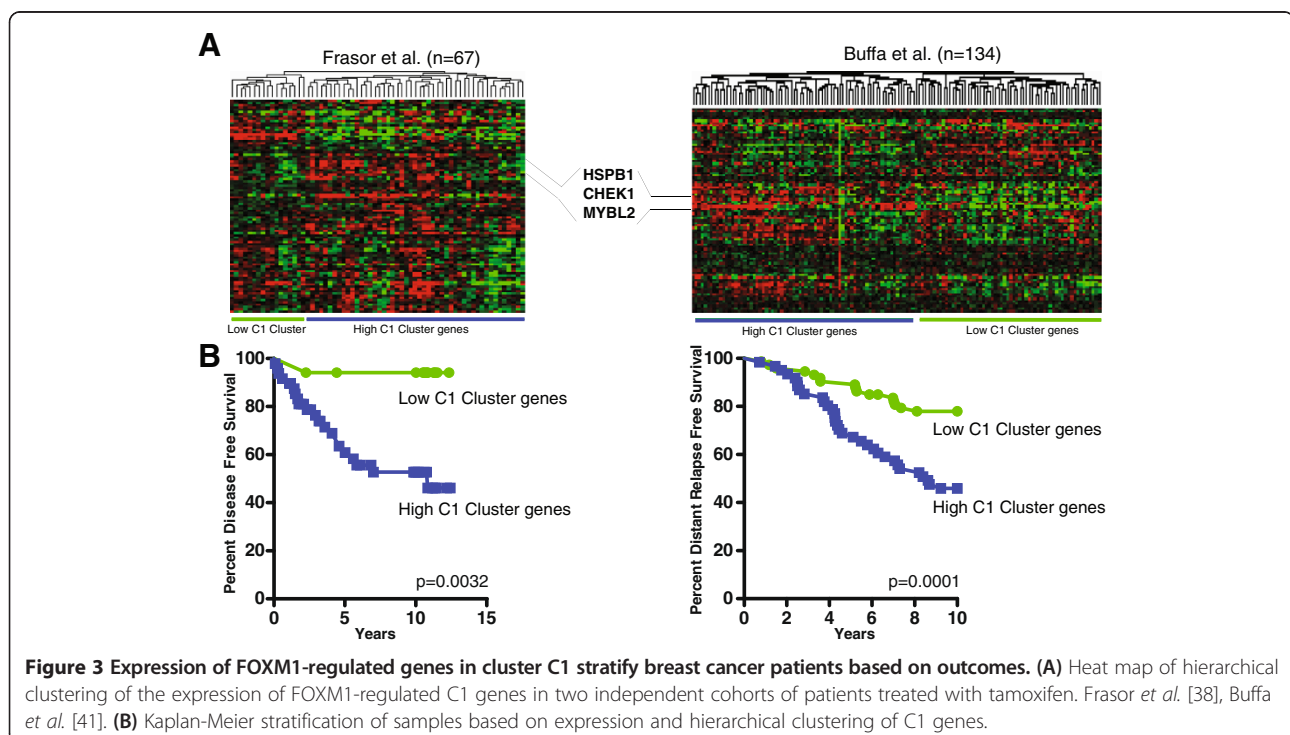 A
Frasor et al. (n=67)
Buffa et al. (n=134)
HSPB1
CHEK1
MYBL2
Low C1 Cluster
High C1 Cluster genes
High C1 Cluster genes
Low C1 Cluster genes
B
Percent Disease Free Survival
100
80
60
40
20
0
Low C1 Cluster genes
High C1 Cluster genes
p=0.0032
0 5 10 15
Years
Percent Distant Relapse Free Survival
100
80
60
40
20
0
Low C1 Cluster genes
High C1 Cluster genes
p=0.0001
0 2 4 6 8 10
Years
Figure 3 Expression of FOXM1-regulated genes in cluster C1 stratify breast cancer patients based on outcomes. (A) Heat map of hierarchical
clustering of the expression of FOXM1-regulated C1 genes in two independent cohorts of patients treated with tamoxifen. Frasor et al. [38], Buffa
et al. [41]. (B) Kaplan-Meier stratification of samples based on expression and hierarchical clustering of C1 genes.